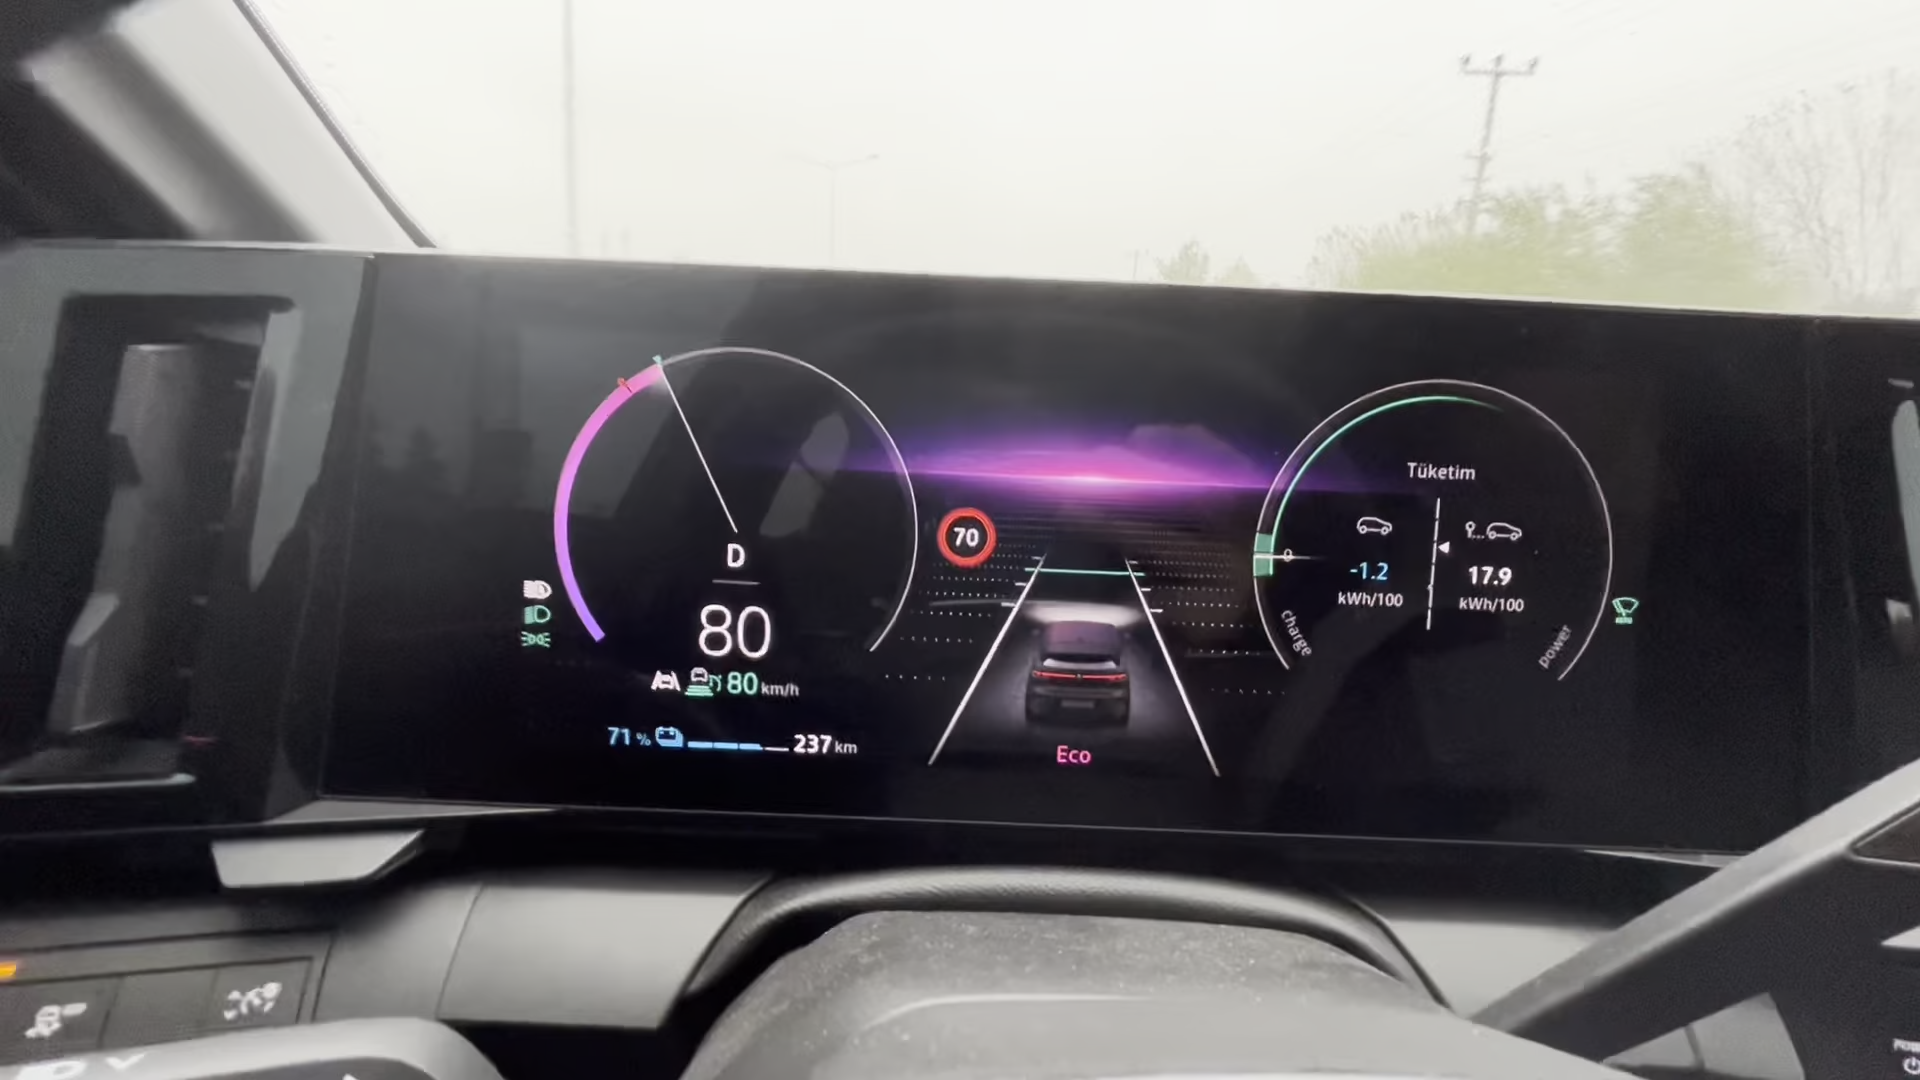 D
80
80 km/h
71 % 237 km
70
Eco
Tüketim
-1.2 17.9
kWh/100 kWh/100
0
charge power